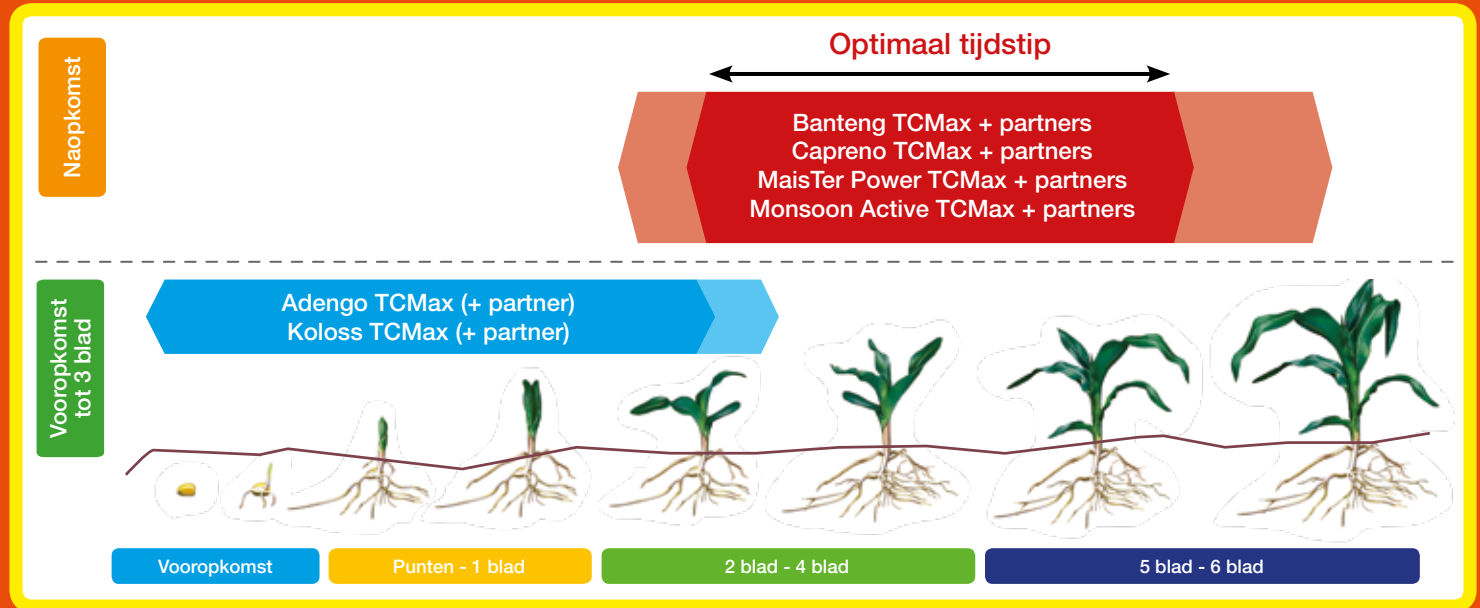 Naopkomst
Optimaal tijdstip
Banteng TCMax + partners
Capreno TCMax + partners
MaisTer Power TCMax + partners
Monsoon Active TCMax + partners
Vooropkomst
tot 3 blad
Adengo TCMax (+ partner)
Koloss TCMax (+ partner)
Vooropkomst
Punten - 1 blad
2 blad - 4 blad
5 blad - 6 blad